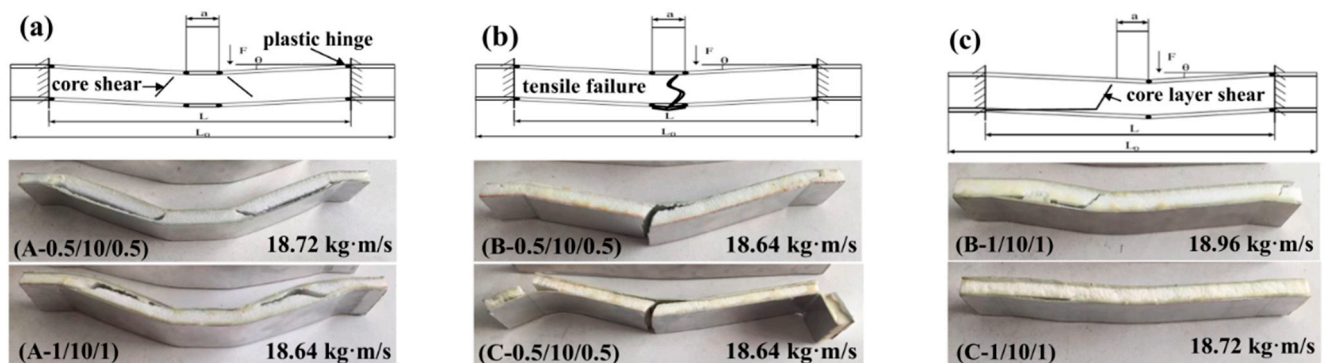 (a)
a
F
θ
plastic hinge
core shear
L
L₀
(A-0.5/10/0.5) 18.72 kg·m/s
(A-1/10/1) 18.64 kg·m/s
(b)
a
F
θ
tensile failure
L
L₀
(B-0.5/10/0.5) 18.64 kg·m/s
(C-0.5/10/0.5) 18.64 kg·m/s
(c)
a
F
θ
core layer shear
L
L₀
(B-1/10/1) 18.96 kg·m/s
(C-1/10/1) 18.72 kg·m/s